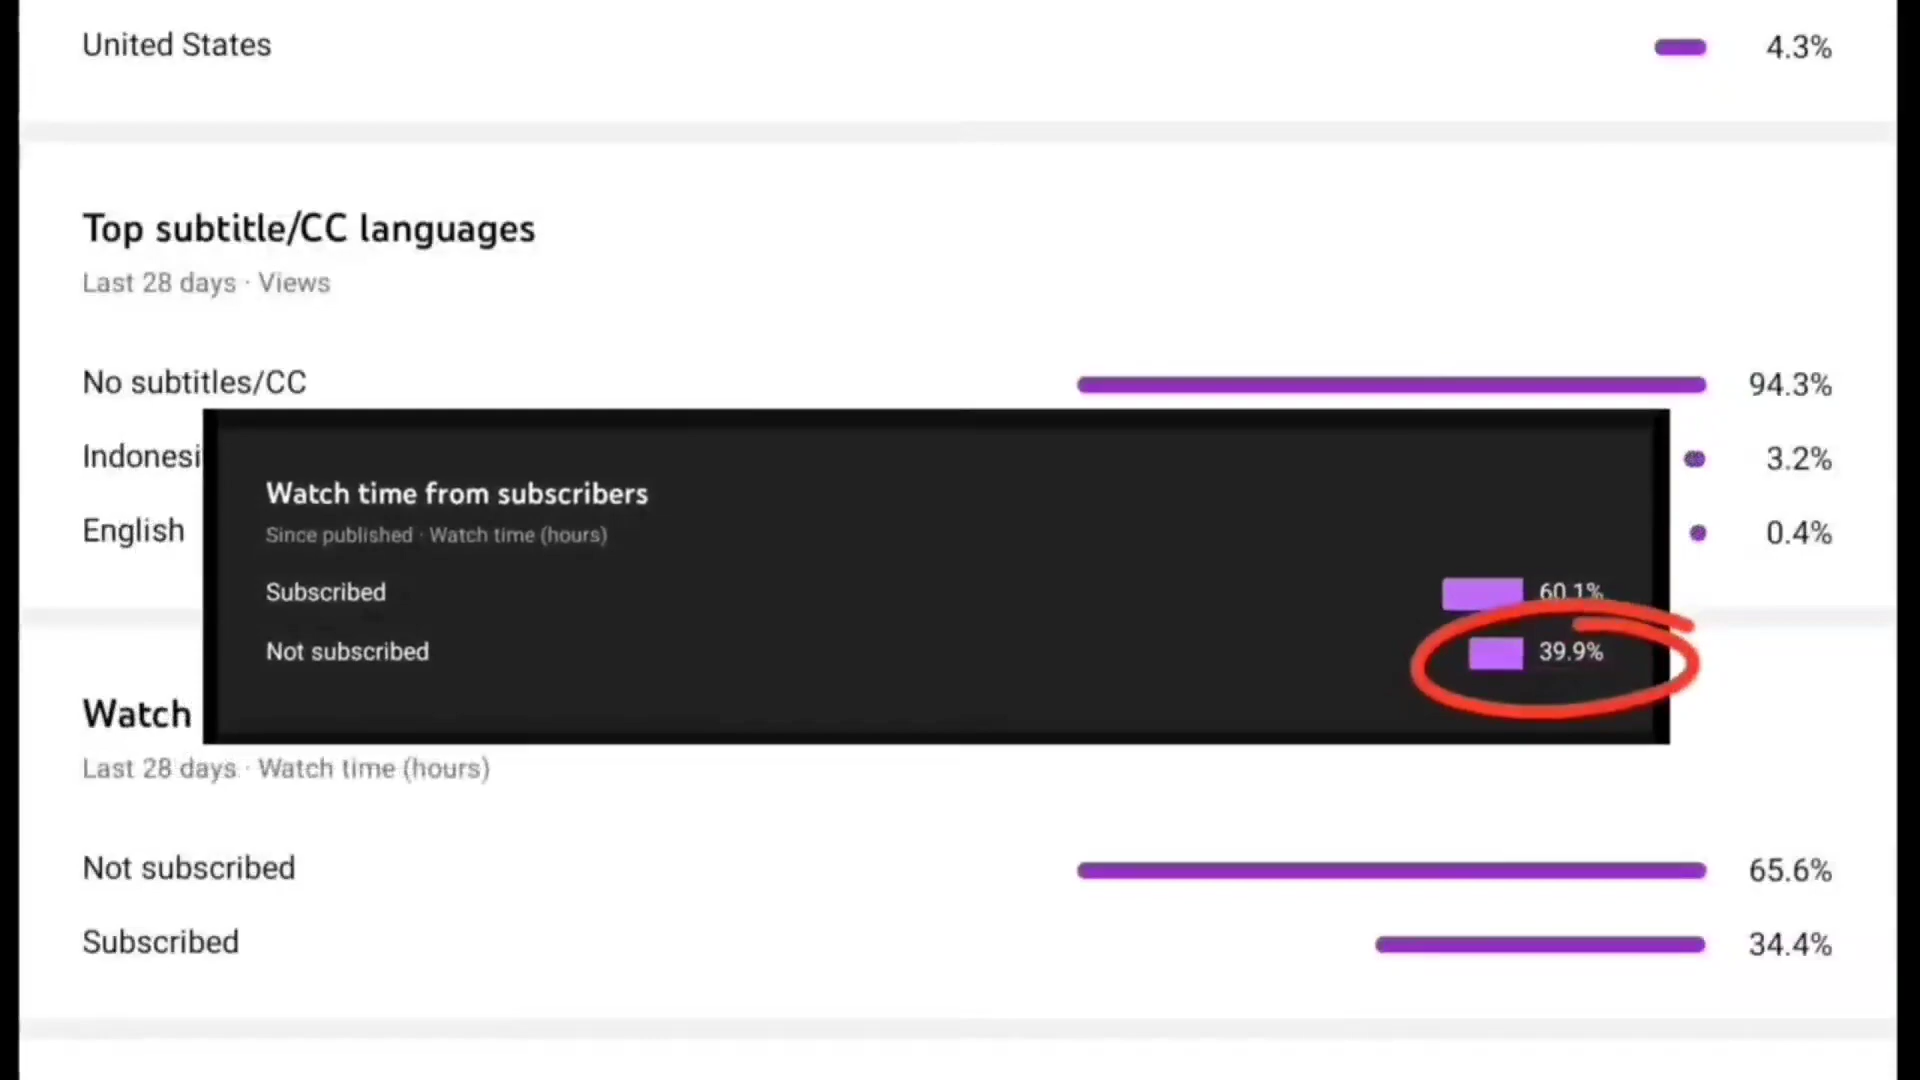 United States 4.3%
Top subtitle/CC languages
Last 28 days · Views
No subtitles/CC 94.3%
Indonesi 3.2%
English 0.4%
Watch time from subscribers
Since published · Watch time (hours)
Subscribed 60.1%
Not subscribed 39.9%
Watch
Last 28 days · Watch time (hours)
Not subscribed 65.6%
Subscribed 34.4%